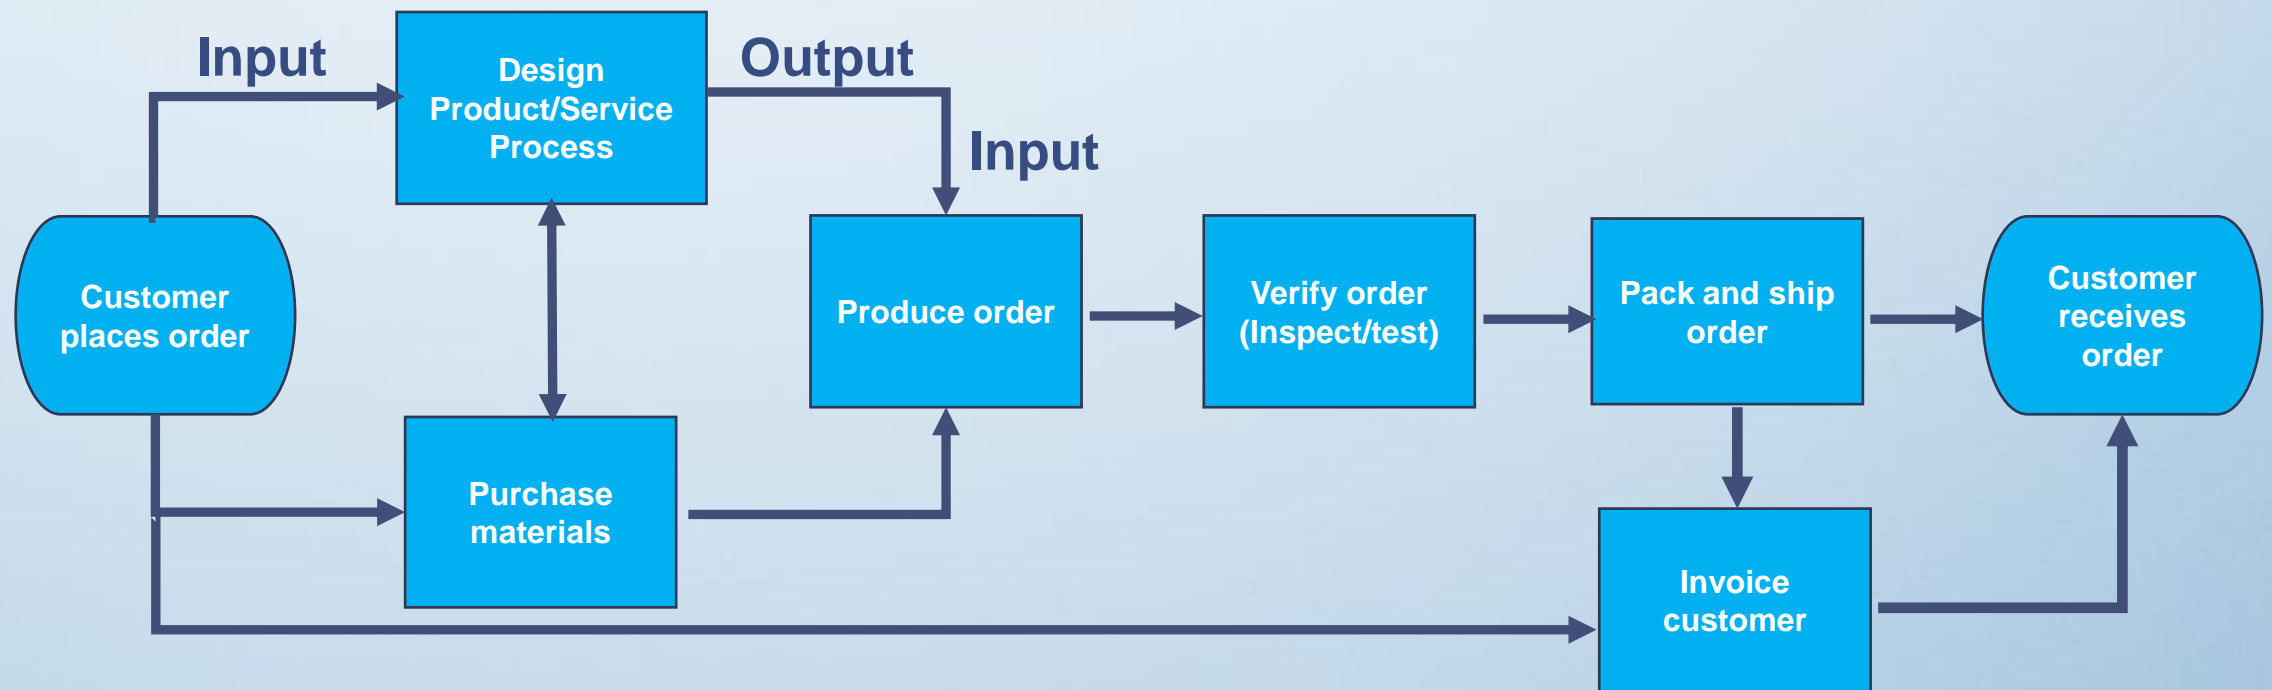 Input
Design
Product/Service
Process
Output
Input
Customer
places order
Purchase
materials
Produce order
Verify order
(Inspect/test)
Pack and ship
order
Customer
receives
order
Invoice
customer